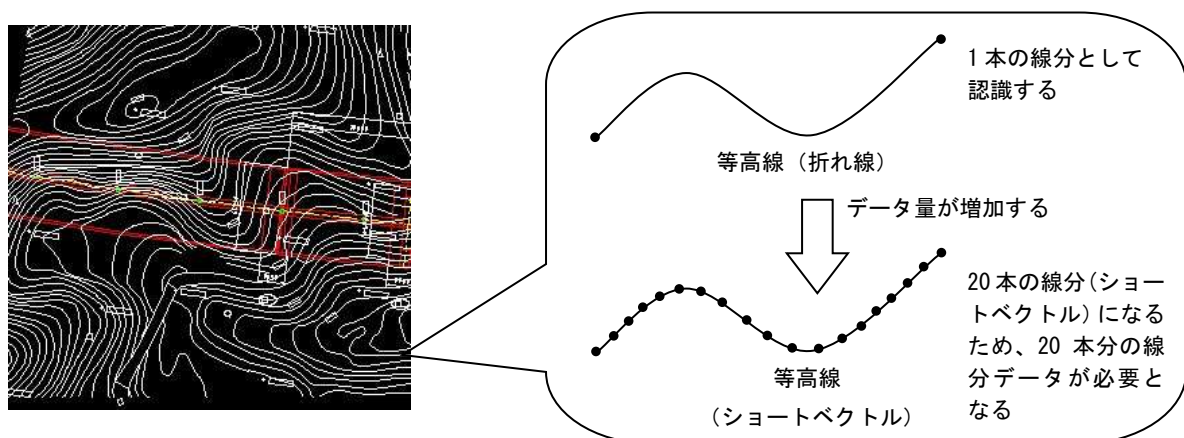 1本の線分として
認識する
等高線（折れ線）
データ量が増加する
20本の線分（ショー
トベクトル）になる
ため、20 本分の線
分データが必要と
なる
等高線
（ショートベクトル）